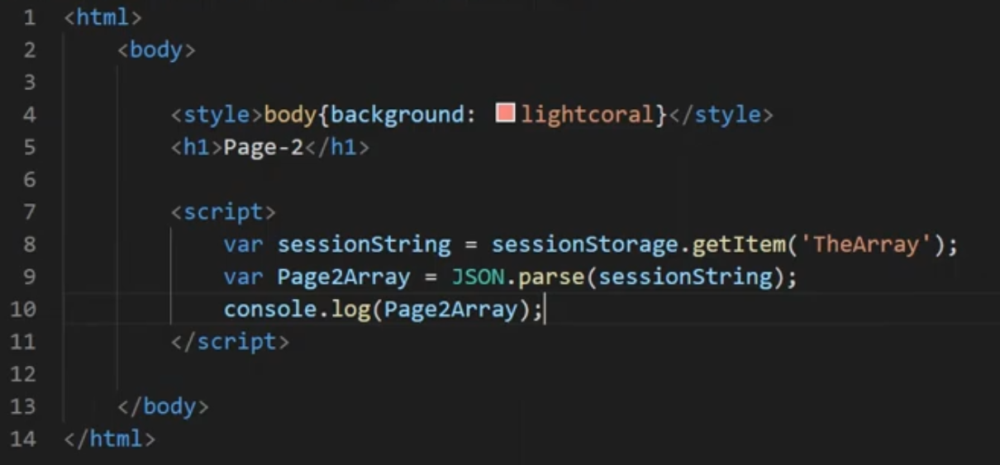 1 <html>
2 <body>
3
4 <style>body{background: lightcoral}</style>
5 <h1>Page-2</h1>
6
7 <script>
8 var sessionString = sessionStorage.getItem('TheArray');
9 var Page2Array = JSON.parse(sessionString);
10 console.log(Page2Array);
11 </script>
12
13 </body>
14 </html>